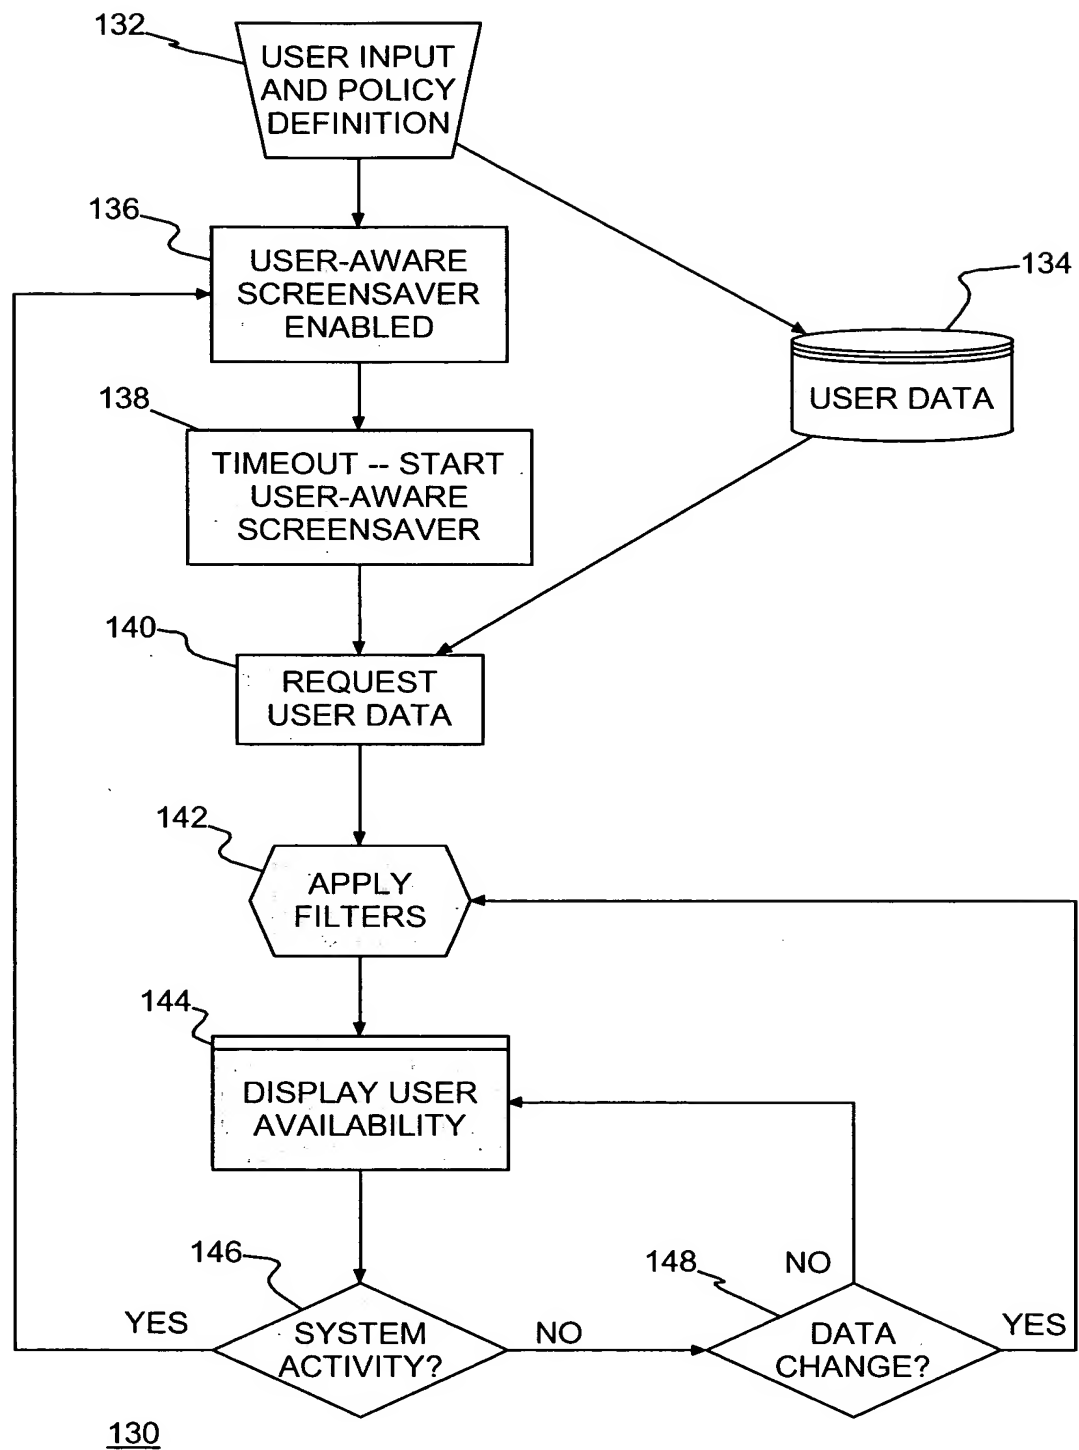 132
USER INPUT
AND POLICY
DEFINITION
136
USER-AWARE
SCREENSAVER
ENABLED
134
USER DATA
138
TIMEOUT -- START
USER-AWARE
SCREENSAVER
140
REQUEST
USER DATA
142
APPLY
FILTERS
144
DISPLAY USER
AVAILABILITY
146
YES
SYSTEM
ACTIVITY?
NO
148
NO
DATA
CHANGE?
YES
130